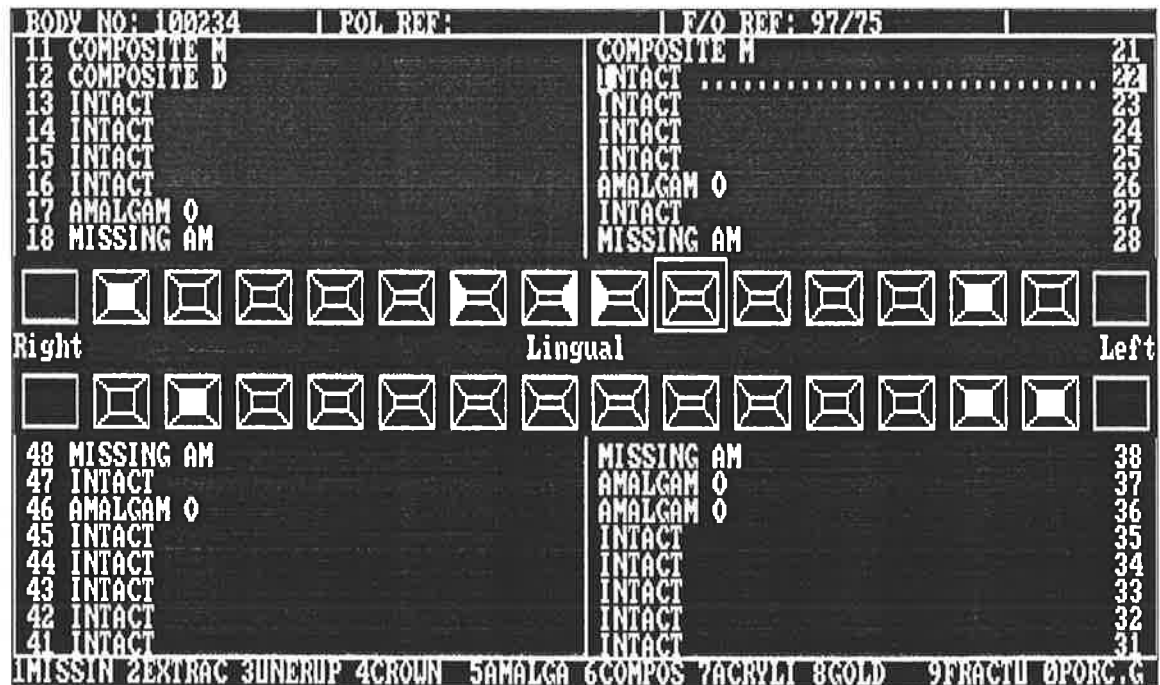 BODY NO: 100234 | POL REF: | F/O REF: 97/75 |
11 COMPOSITE M
12 COMPOSITE D
13 INTACT
14 INTACT
15 INTACT
16 INTACT
17 AMALGAM O
18 MISSING AM
COMPOSITE M 21
INTACT ............................ 22
INTACT 23
INTACT 24
INTACT 25
AMALGAM O 26
INTACT 27
MISSING AM 28
Right Lingual Left
48 MISSING AM
47 INTACT
46 AMALGAM O
45 INTACT
44 INTACT
43 INTACT
42 INTACT
41 INTACT
MISSING AM 38
AMALGAM O 37
AMALGAM O 36
INTACT 35
INTACT 34
INTACT 33
INTACT 32
INTACT 31
1MISSIN 2EXTRAC 3UNERUP 4CROWN 5AMALGA 6COMPOS 7ACRYLI 8GOLD 9FRACTU 0PORC.G